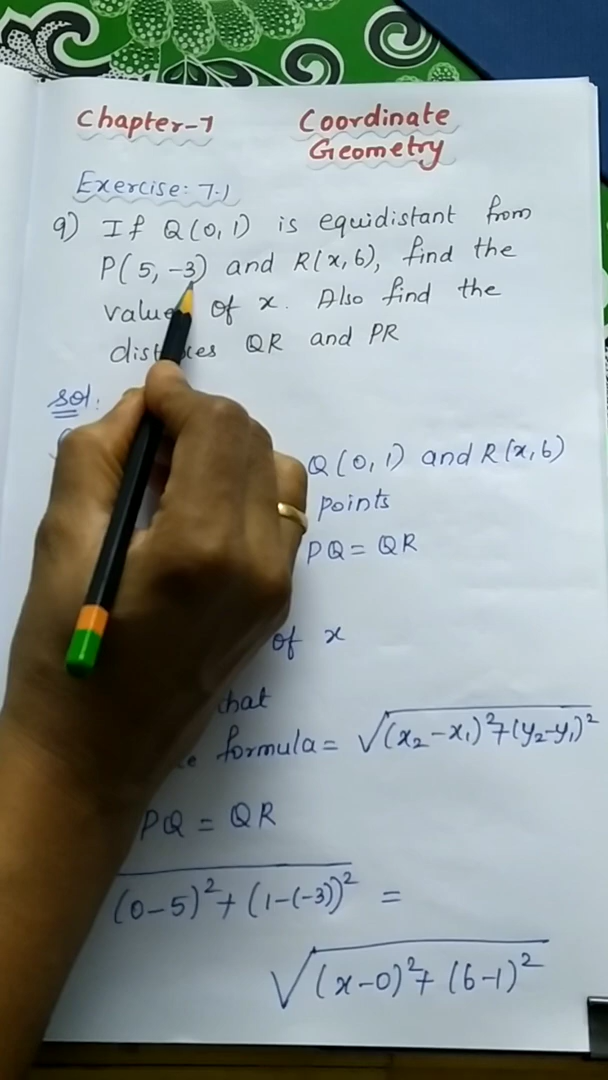 Chapter-7 Coordinate Geometry
Exercise: 7.1
9) If Q(0,1) is equidistant from
P(5,-3) and R(x,6), find the
value of x. Also find the
QR and PR
Sol:
Q(0,1) and R(x,6)
points
PQ = QR
of x
formula = √(x₂-x₁)²+(y₂-y₁)²
PQ = QR
(0-5)²+(1-(-3))² =
√(x-0)²+(6-1)²